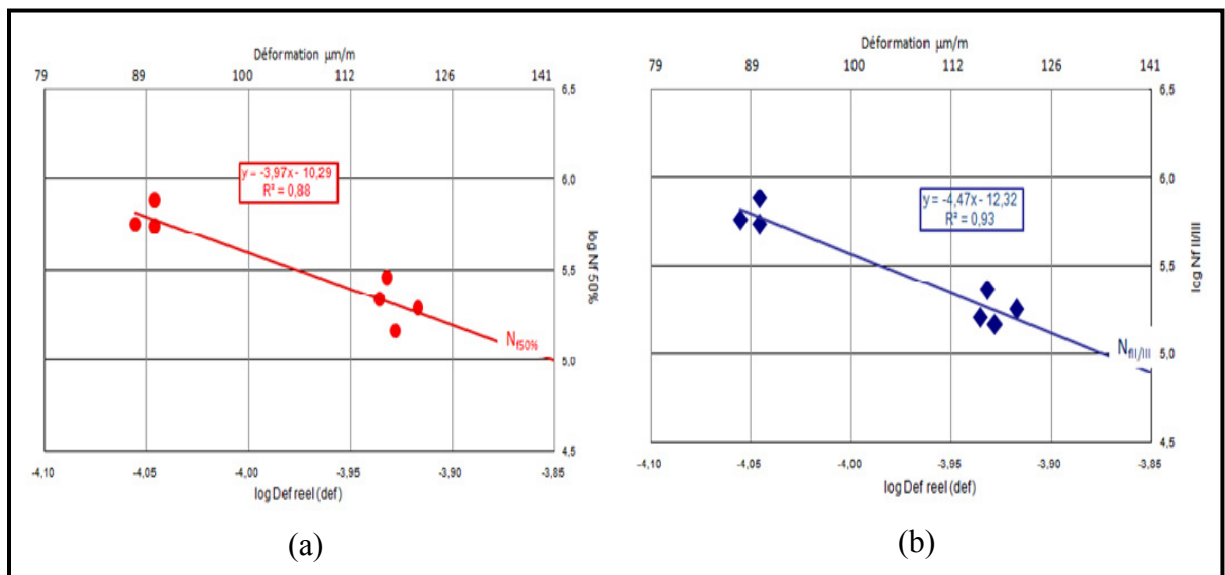 Déformation µm/m
79 89 100 112 126 141
6,5
6,0
5,5
5,0
4,5
log Nf 50%
y = -3,97x - 10,29
R² = 0,88
Nf50%
-4,10 -4,05 -4,00 -3,95 -3,90 -3,85
log Def reel (def)
(a)
Déformation µm/m
79 89 100 112 126 141
6,5
6,0
5,5
5,0
4,5
log Nf II/III
y = -4,47x - 12,32
R² = 0,93
NfII/III
-4,10 -4,05 -4,00 -3,95 -3,90 -3,85
log Def reel (def)
(b)